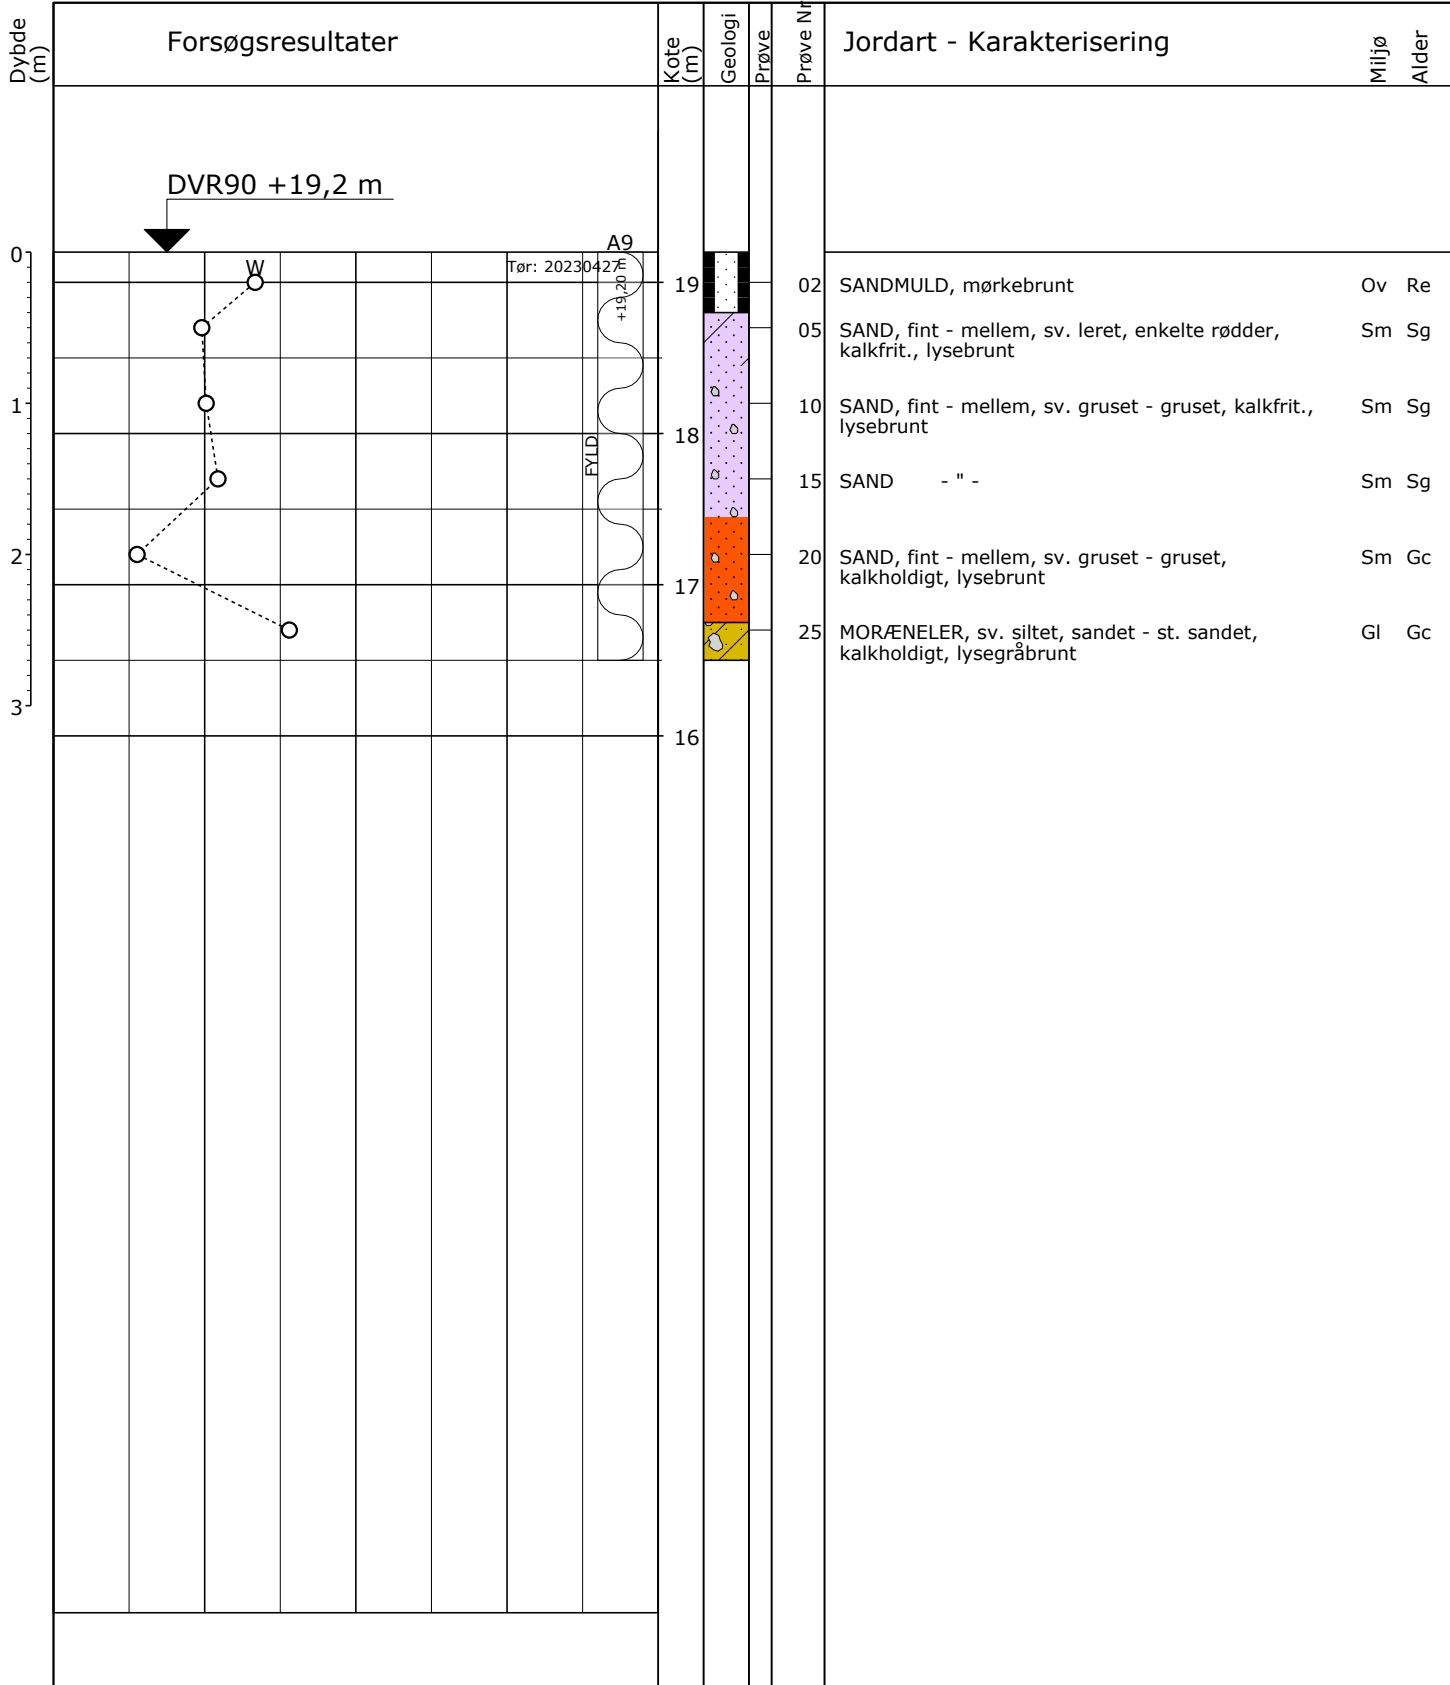 Dybde
(m)
Forsøgsresultater
Kote
(m)
Geologi
Prøve
Prøve Nr
Jordart - Karakterisering
Miljø
Alder
DVR90 +19,2 m
A9
0
W
Tør: 20230427
+19,20 m
19
02 SANDMULD, mørkebrunt Ov Re
05 SAND, fint - mellem, sv. leret, enkelte rødder, Sm Sg
kalkfrit., lysebrunt
1
10 SAND, fint - mellem, sv. gruset - gruset, kalkfrit., Sm Sg
lysebrunt
18
FYLD
15 SAND - " - Sm Sg
2
20 SAND, fint - mellem, sv. gruset - gruset, Sm Gc
kalkholdigt, lysebrunt
17
25 MORÆNELER, sv. siltet, sandet - st. sandet, Gl Gc
kalkholdigt, lysegråbrunt
3
16